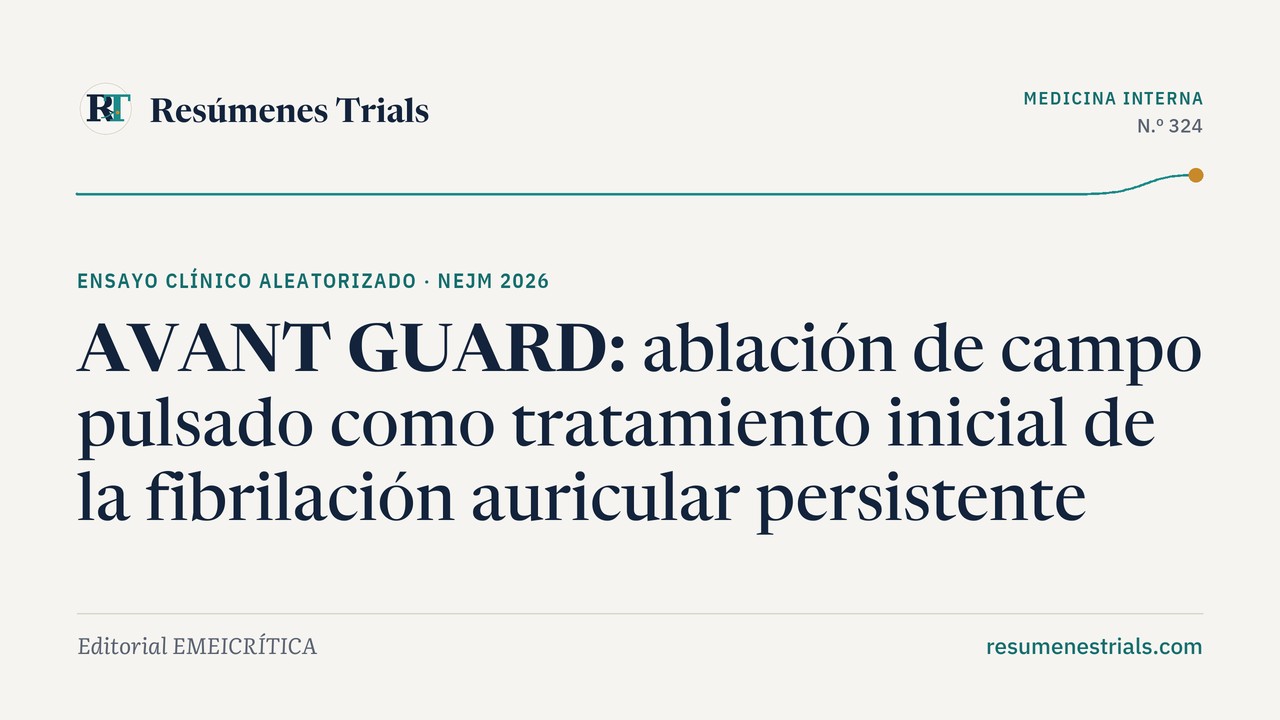 RT Resúmenes Trials
MEDICINA INTERNA
N.º 324
ENSAYO CLÍNICO ALEATORIZADO · NEJM 2026
AVANT GUARD: ablación de campo
pulsado como tratamiento inicial de
la fibrilación auricular persistente
Editorial EMEICRÍTICA
resumenestrials.com